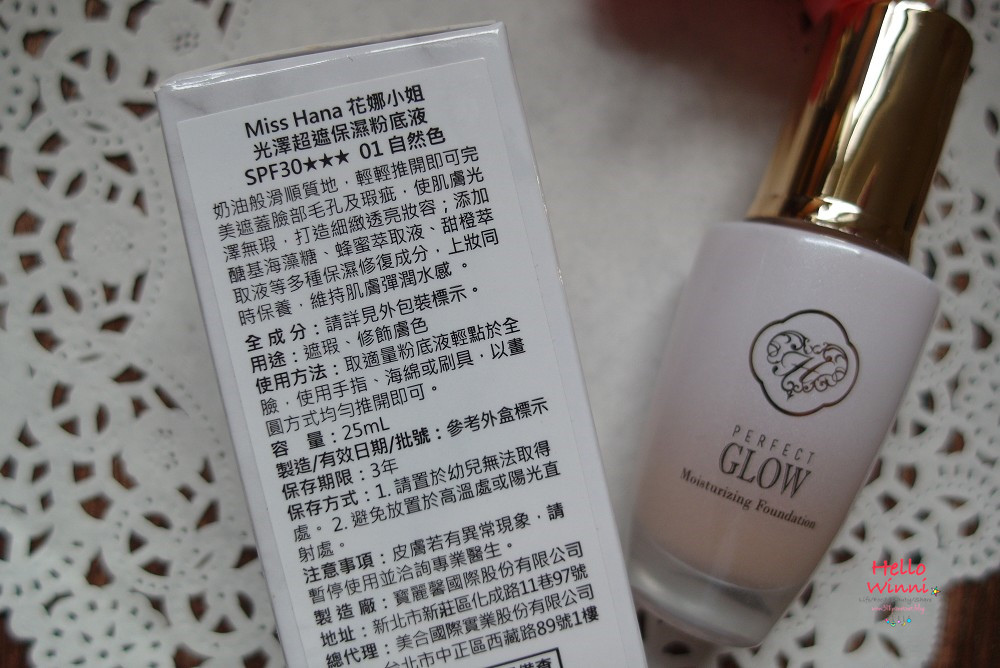 Miss Hana 花娜小姐
光澤超遮保濕粉底液
SPF30★★★ 01 自然色
奶油般滑順質地，輕輕推開即可完
美遮蓋臉部毛孔及瑕疵，使肌膚光
澤無瑕，打造細緻透亮妝容；添加
醣基海藻糖、蜂蜜萃取液、甜橙萃
取液等多種保濕修復成分，上妝同
時保養，維持肌膚彈潤水感。
全成分：請詳見外包裝標示。
用途：遮瑕、修飾膚色
使用方法：取適量粉底液輕點於全
臉，使用手指、海綿或刷具，以畫
圓方式均勻推開即可。
容 量：25mL
製造/有效日期/批號：參考外盒標示
保存期限：3年
保存方式：1. 請置於幼兒無法取得
處。2. 避免放置於高溫處或陽光直
射處。
注意事項：皮膚若有異常現象，請
暫停使用並洽詢專業醫生。
製造廠：寶麗馨國際股份有限公司
地址：新北市新莊區化成路11巷97號
總代理：美合國際實業股份有限公司
台北市中正區西藏路89號1樓
PERFECT
GLOW
Moisturizing Foundation
Hello
Winni